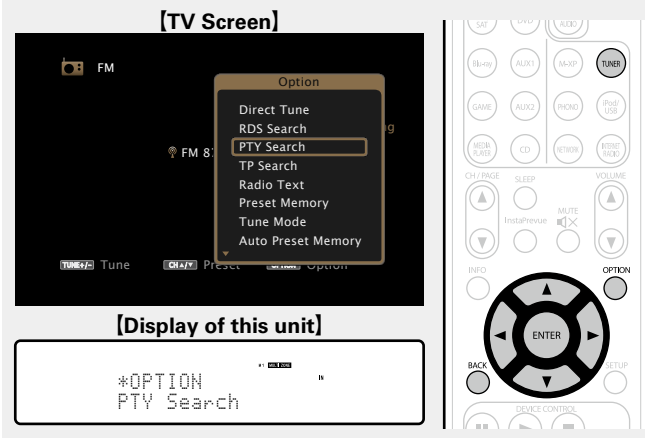 [TV Screen]
FM
Option
Direct Tune
RDS Search
PTY Search
TP Search
Radio Text
Preset Memory
Tune Mode
Auto Preset Memory
FM 87
TUNE+/- Tune
CH ▲/▼ Preset
OPTION Option
[Display of this unit]
MULTI ZONE
*OPTION
PTY Search
SAT
DVD
AUDIO
Blu-ray
AUX1
M-XP
TUNER
GAME
AUX2
PHONO
iPod/
USB
MEDIA
PLAYER
CD
NETWORK
INTERNET
RADIO
CH / PAGE
SLEEP
VOLUME
InstaPrevue
MUTE
INFO
OPTION
ENTER
BACK
SETUP
DEVICE CONTROL